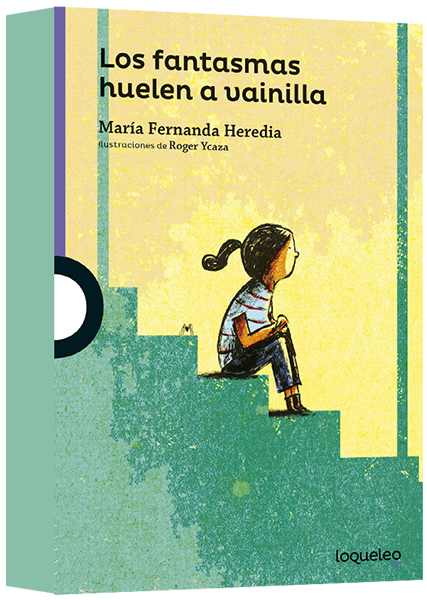 Los fantasmas
huelen a vainilla
María Fernanda Heredia
Ilustraciones de Roger Ycaza
loqueleo